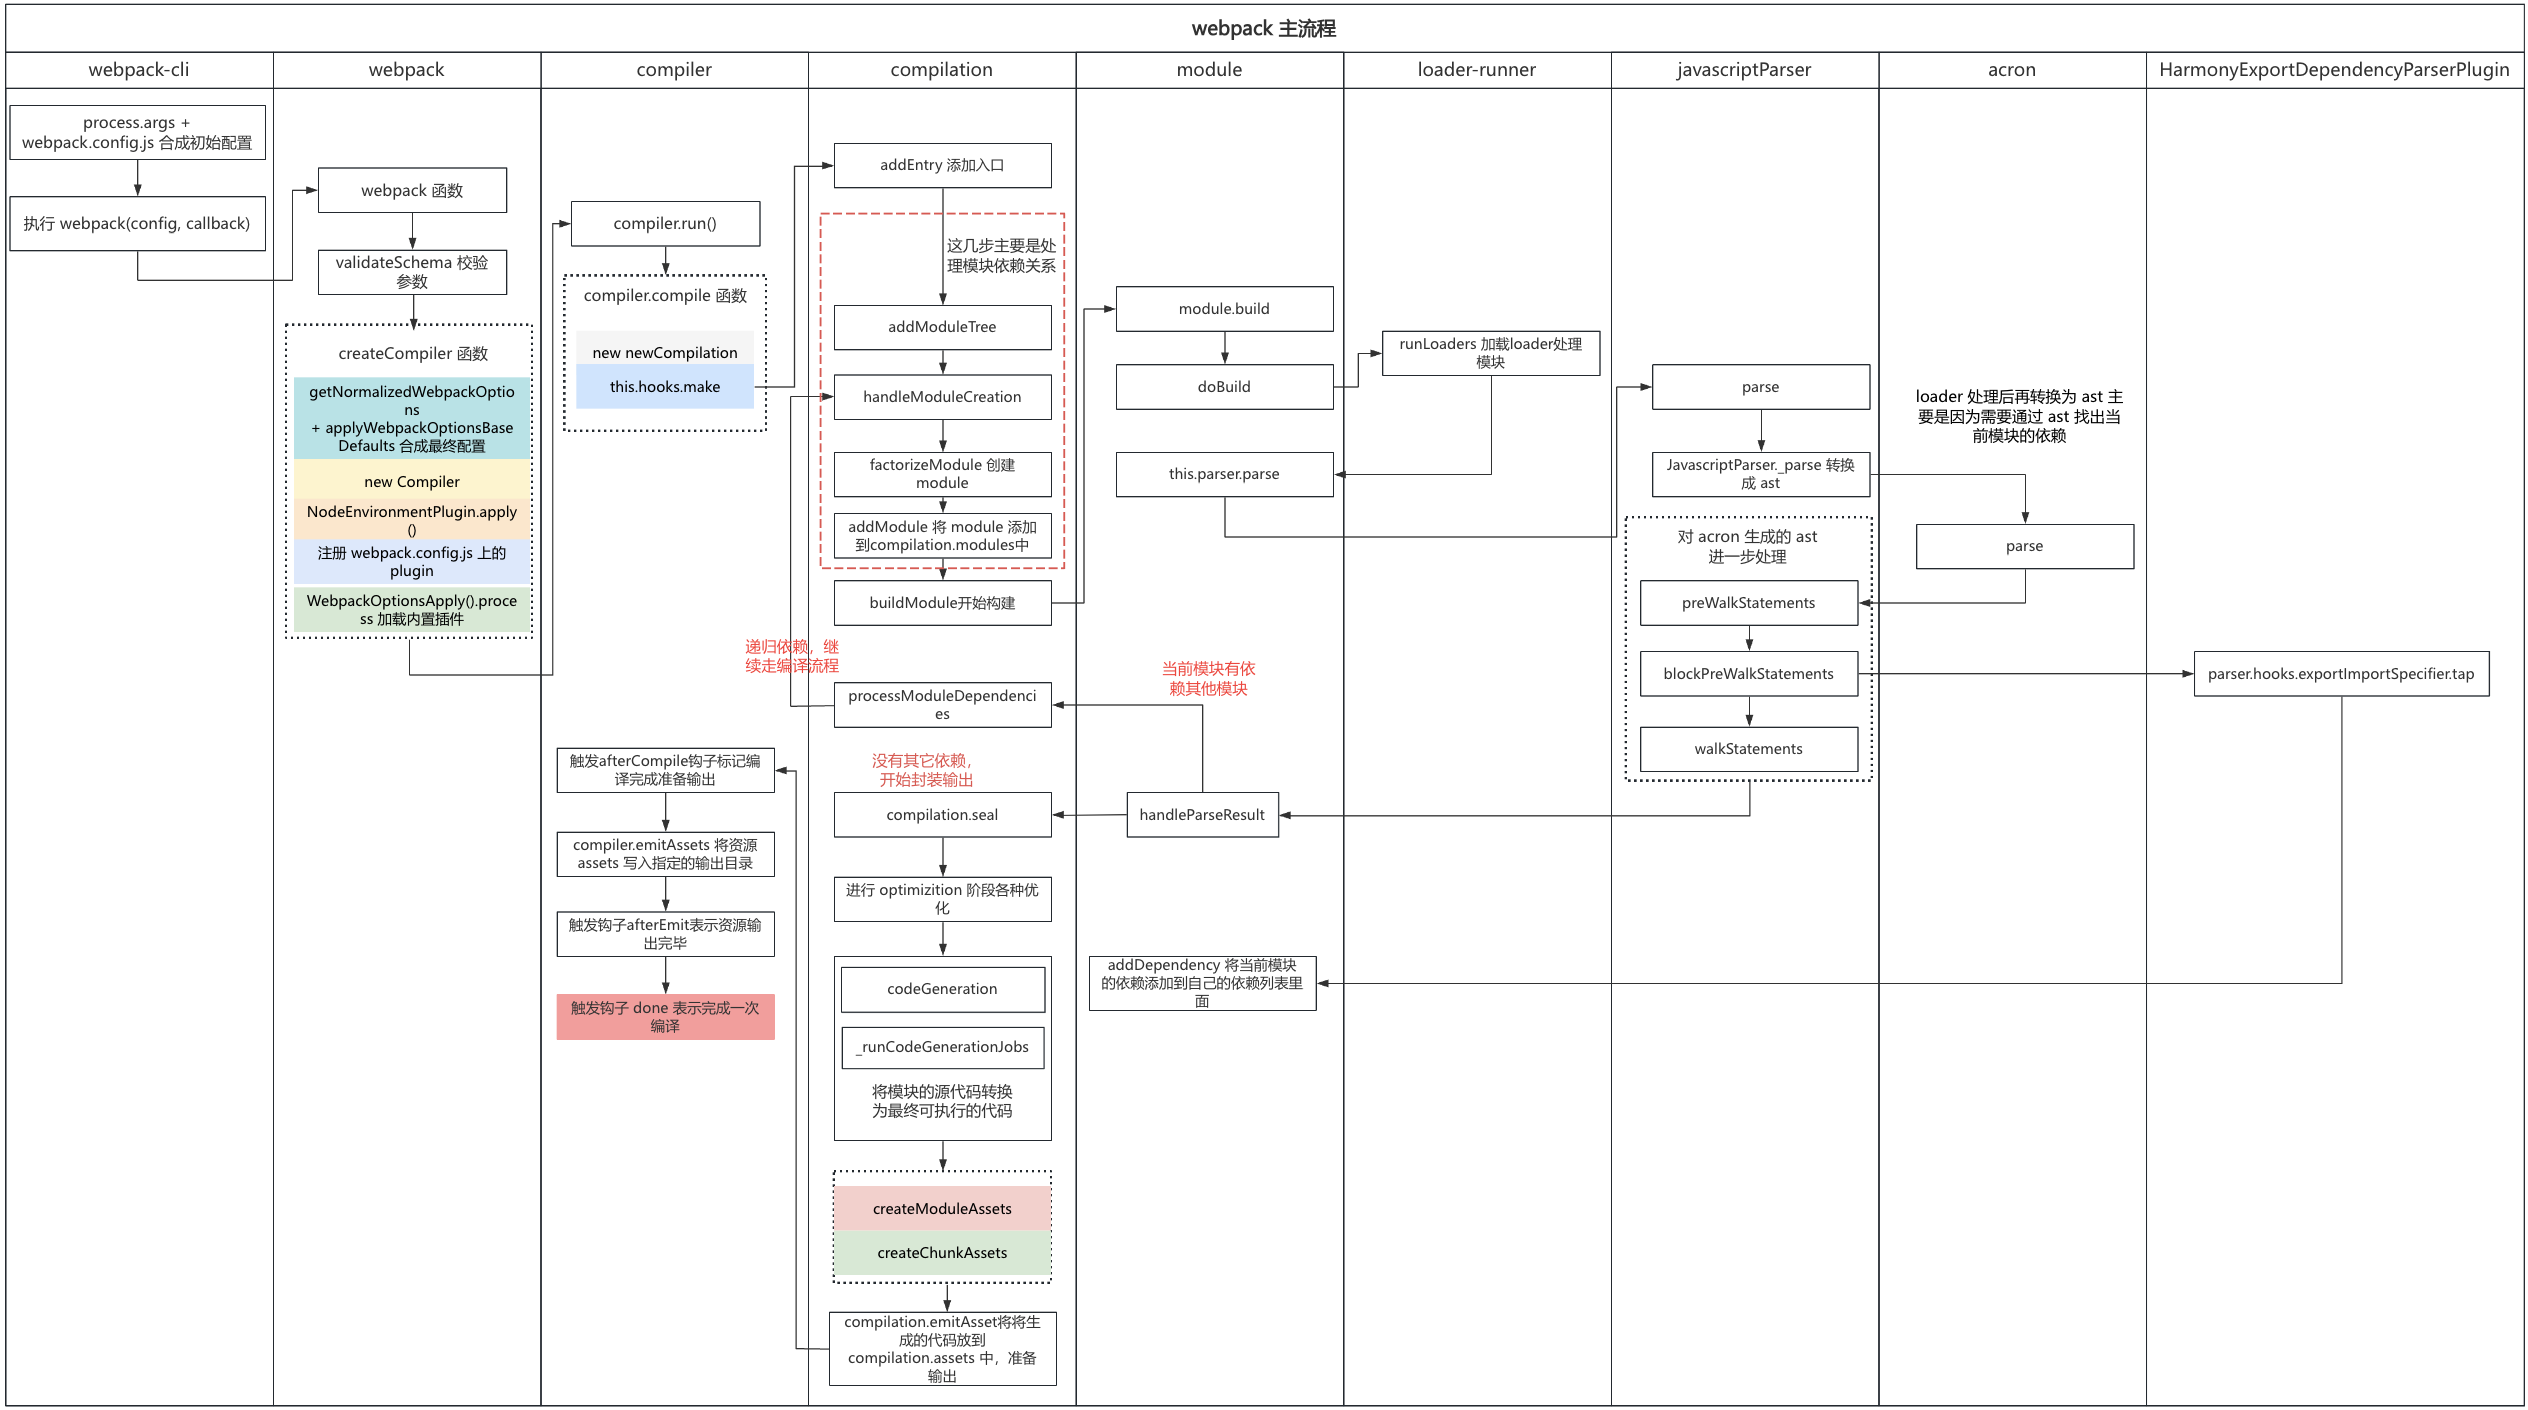 webpack 主流程
webpack-cli
webpack
compiler
compilation
module
loader-runner
javascriptParser
acron
HarmonyExportDependencyParserPlugin
process.args +
webpack.config.js 合成初始配置
执行 webpack(config, callback)
webpack 函数
validateSchema 校验
参数
createCompiler 函数
getNormalizedWebpackOptio
ns
+ applyWebpackOptionsBase
Defaults 合成最终配置
new Compiler
NodeEnvironmentPlugin.apply
()
注册 webpack.config.js 上的
plugin
WebpackOptionsApply().proce
ss 加载内置插件
compiler.run()
compiler.compile 函数
new newCompilation
this.hooks.make
触发afterCompile钩子标记编
译完成准备输出
compiler.emitAssets 将资源
assets 写入指定的输出目录
触发钩子afterEmit表示资源输
出完毕
触发钩子 done 表示完成一次
编译
addEntry 添加入口
这几步主要是处
理模块依赖关系
addModuleTree
handleModuleCreation
factorizeModule 创建
module
addModule 将 module 添加
到compilation.modules中
buildModule开始构建
递归依赖，继
续走编译流程
processModuleDependenci
es
没有其它依赖，
开始封装输出
compilation.seal
进行 optimizition 阶段各种优
化
codeGeneration
_runCodeGenerationJobs
将模块的源代码转换
为最终可执行的代码
createModuleAssets
createChunkAssets
compilation.emitAsset将将生
成的代码放到
compilation.assets 中，准备
输出
module.build
doBuild
this.parser.parse
当前模块有依
赖其他模块
handleParseResult
addDependency 将当前模块
的依赖添加到自己的依赖列表里
面
runLoaders 加载loader处理
模块
parse
JavascriptParser._parse 转换
成 ast
对 acron 生成的 ast
进一步处理
preWalkStatements
blockPreWalkStatements
walkStatements
loader 处理后再转换为 ast 主
要是因为需要通过 ast 找出当
前模块的依赖
parse
parser.hooks.exportImportSpecifier.tap